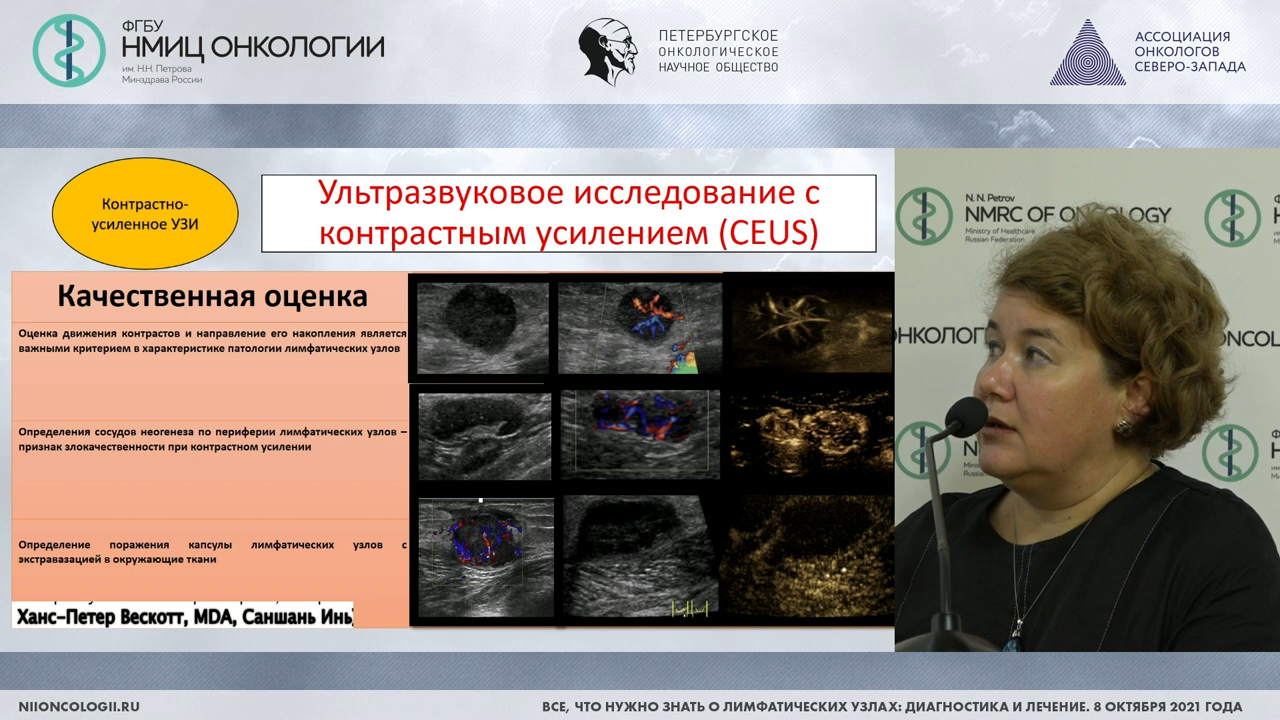 ФГБУ
НМИЦ ОНКОЛОГИИ
им. Н.Н. Петрова
Минздрава России
ПЕТЕРБУРГСКОЕ
ОНКОЛОГИЧЕСКОЕ
НАУЧНОЕ ОБЩЕСТВО
АССОЦИАЦИЯ
ОНКОЛОГОВ
СЕВЕРО-ЗАПАДА
Контрастно-
усиленное УЗИ
Ультразвуковое исследование с
контрастным усилением (CEUS)
Качественная оценка
Оценка движения контрастов и направление его накопления является
важными критерием в характеристике патологии лимфатических узлов
Определения сосудов неогенеза по периферии лимфатических узлов –
признак злокачественности при контрастном усилении
Определение поражения капсулы лимфатических узлов с
экстравазацией в окружающие ткани
Ханс-Петер Вескотт, MDA, Саншань Инь
N. N. Petrov
NMRC OF ONCOLOGY
Ministry of Healthcare
Russian Federation
NIIONCOLOGII.RU
ВСЕ, ЧТО НУЖНО ЗНАТЬ О ЛИМФАТИЧЕСКИХ УЗЛАХ: ДИАГНОСТИКА И ЛЕЧЕНИЕ. 8 ОКТЯБРЯ 2021 ГОДА